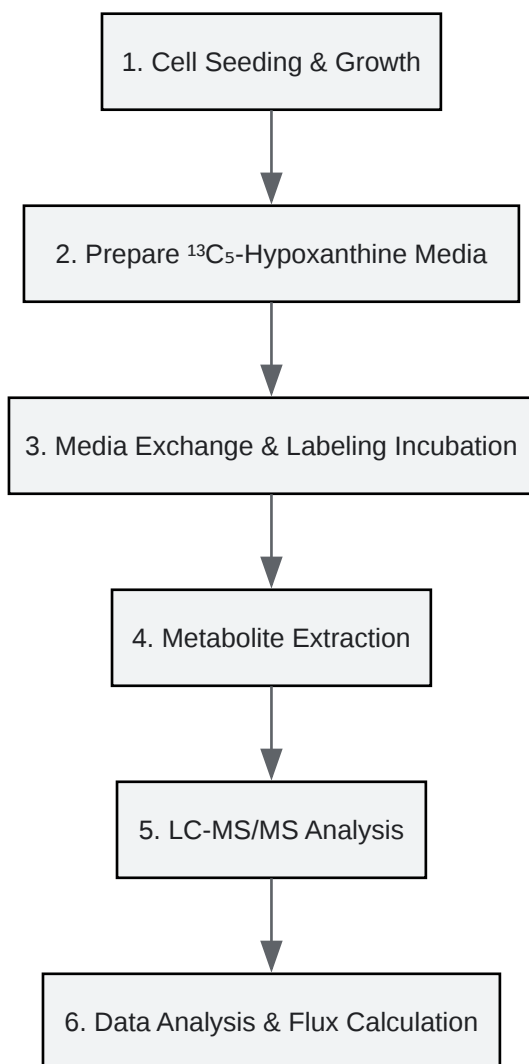 1. Cell Seeding & Growth
2. Prepare ¹³C₅-Hypoxanthine Media
3. Media Exchange & Labeling Incubation
4. Metabolite Extraction
5. LC-MS/MS Analysis
6. Data Analysis & Flux Calculation